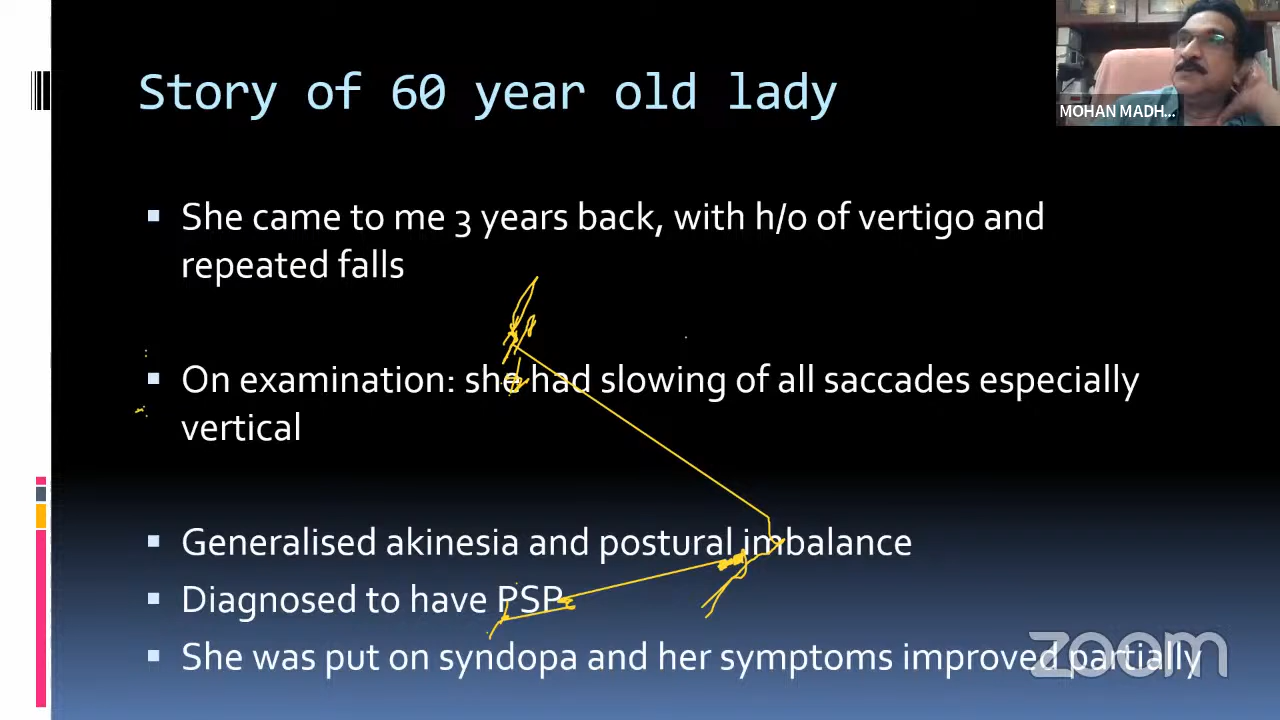 Story of 60 year old lady
MOHAN MADH...
She came to me 3 years back, with h/o of vertigo and
repeated falls
On examination: she had slowing of all saccades especially
vertical
Generalised akinesia and postural imbalance
Diagnosed to have PSP
She was put on syndopa and her symptoms improved partially
zoom